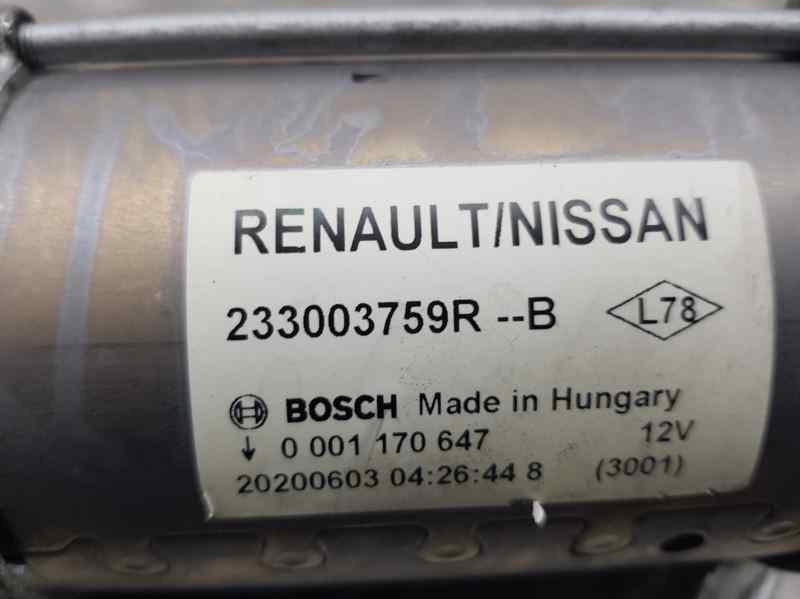 RENAULT/NISSAN
233003759R --B L78
BOSCH Made in Hungary
↓ 0 001 170 647 12V
20200603 04:26:44 8 (3001)